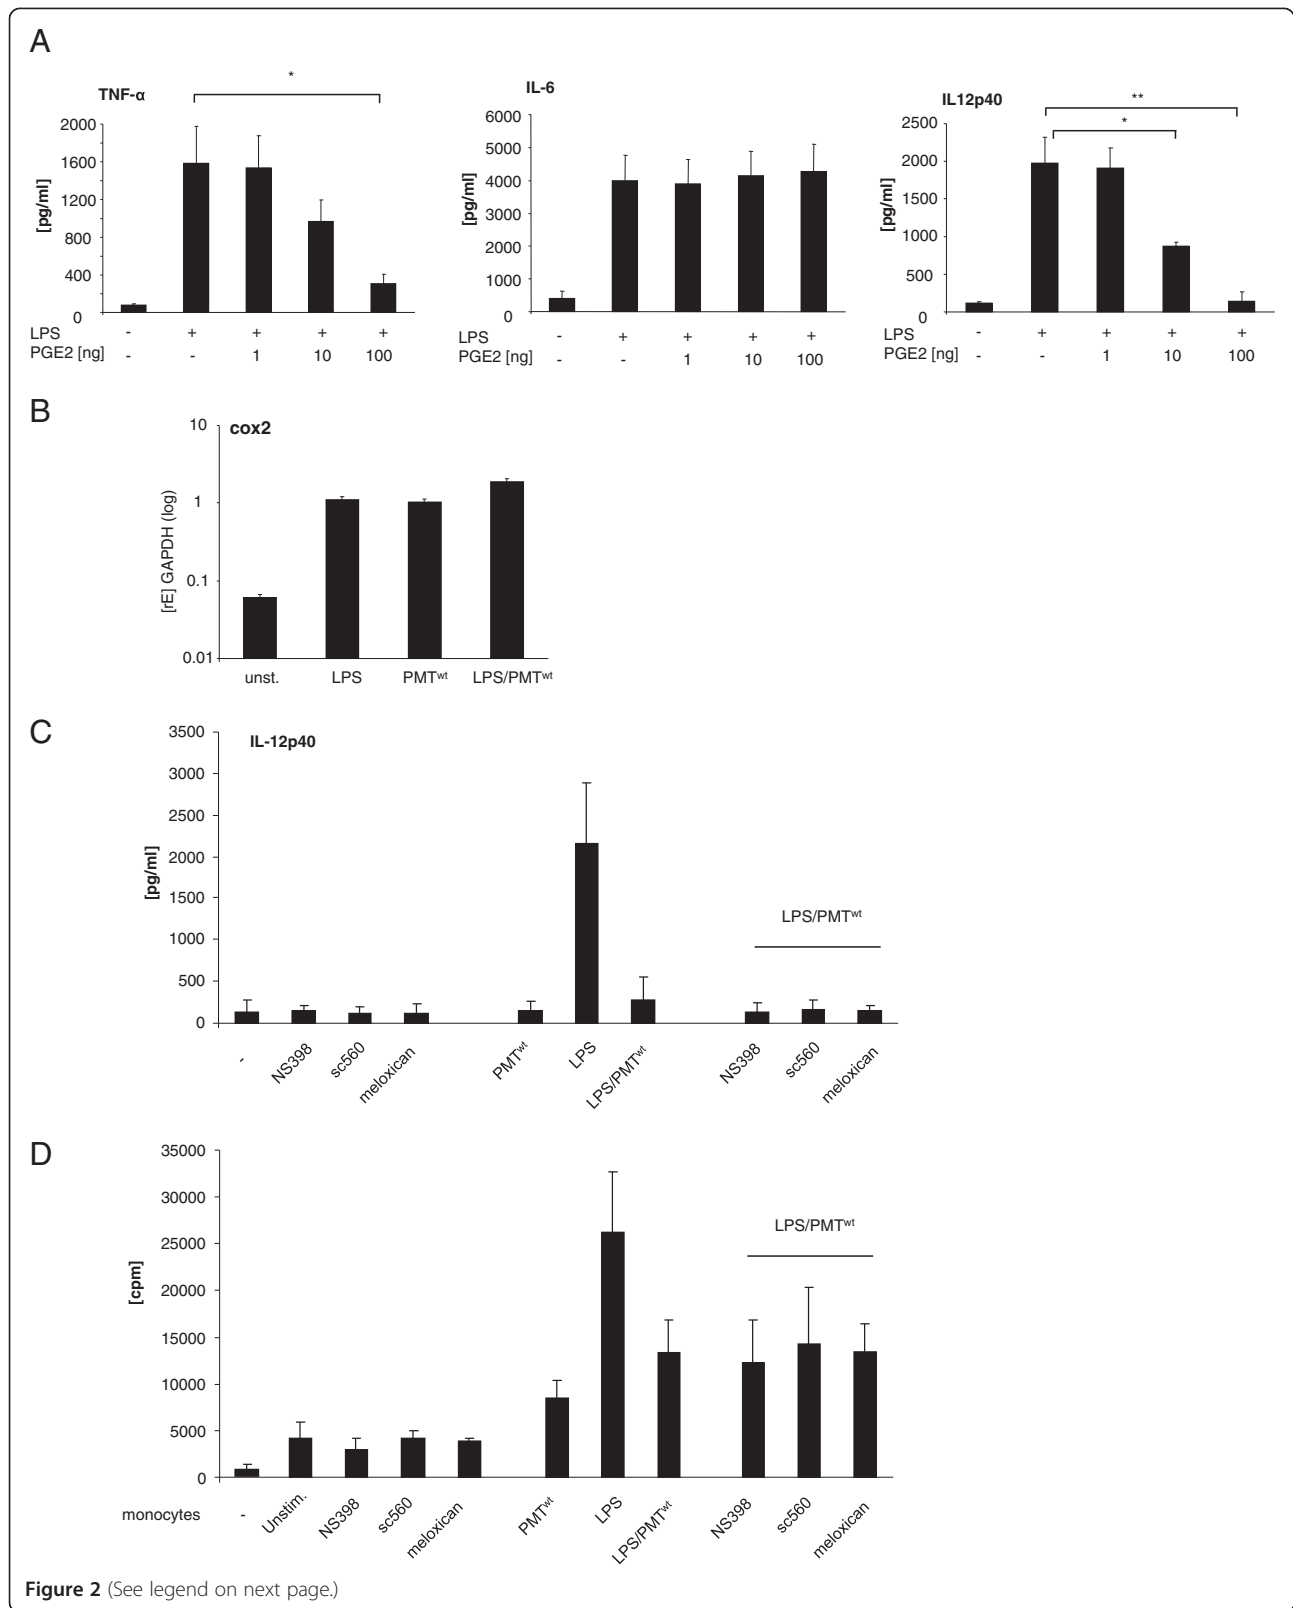 A
TNF-α
*
[pg/ml]
2000
1600
1200
800
400
0
LPS - + + + +
PGE2 [ng] - - 1 10 100
IL-6
[pg/ml]
6000
5000
4000
3000
2000
1000
0
LPS - + + + +
PGE2 [ng] - - 1 10 100
IL12p40
**
*
[pg/ml]
2500
2000
1500
1000
500
0
LPS - + + + +
PGE2 [ng] - - 1 10 100
B
cox2
[rE] GAPDH (log)
10
1
0.1
0.01
unst. LPS PMTwt LPS/PMTwt
C
IL-12p40
[pg/ml]
3500
3000
2500
2000
1500
1000
500
0
LPS/PMTwt
- NS398 sc560 meloxican PMTwt LPS LPS/PMTwt NS398 sc560 meloxican
D
[cpm]
35000
30000
25000
20000
15000
10000
5000
0
LPS/PMTwt
monocytes - Unstim. NS398 sc560 meloxican PMTwt LPS LPS/PMTwt NS398 sc560 meloxican
Figure 2 (See legend on next page.)